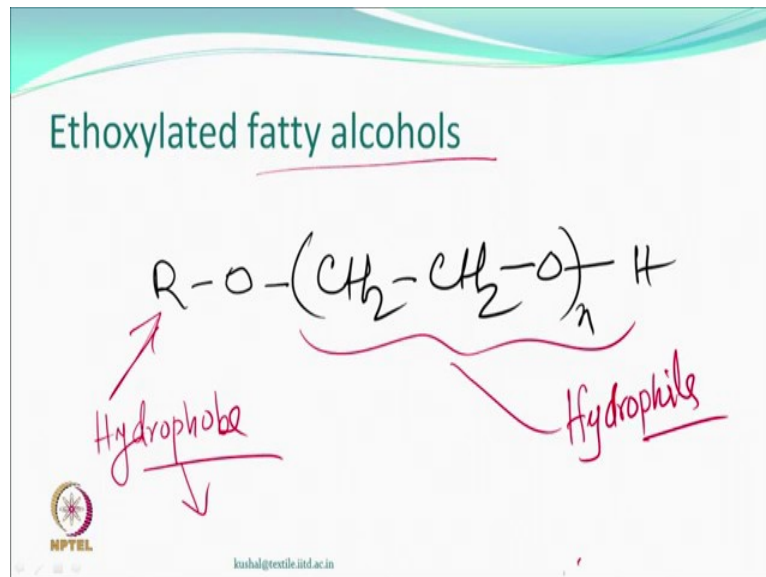 Ethoxylated fatty alcohols
R-O-(CH2-CH2-O)n-H
Hydrophobe
Hydrophile
NPTEL
kushal@textile.iitd.ac.in